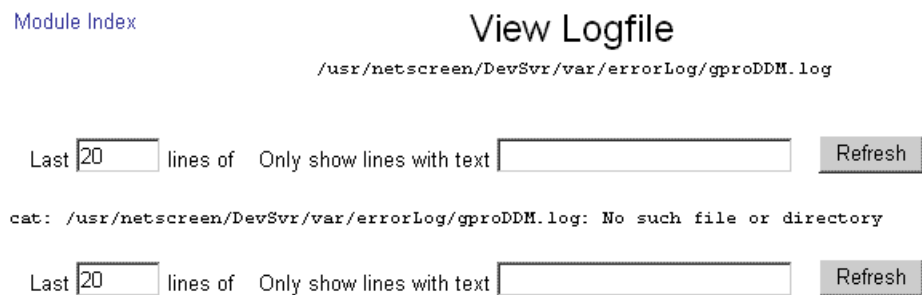 Module Index
View Logfile
/usr/netscreen/DevSvr/var/errorLog/gproDDM.log
Last 20 lines of Only show lines with text Refresh
cat: /usr/netscreen/DevSvr/var/errorLog/gproDDM.log: No such file or directory
Last 20 lines of Only show lines with text Refresh